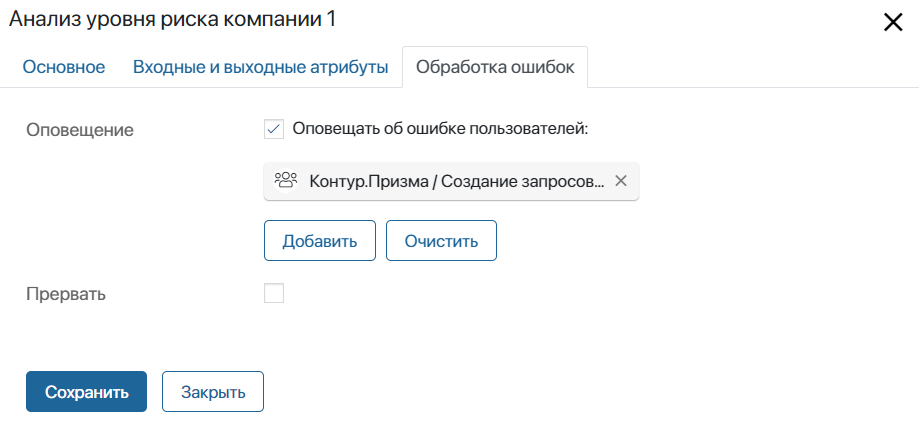 Анализ уровня риска компании 1
Основное Входные и выходные атрибуты Обработка ошибок
Оповещение Оповещать об ошибке пользователей:
Контур.Призма / Создание запросов...
Добавить Очистить
Прервать
Сохранить Закрыть